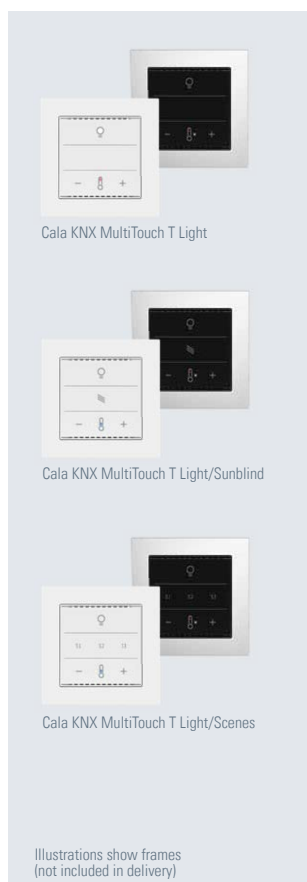 Cala KNX MultiTouch T Light
Cala KNX MultiTouch T Light/Sunblind
Cala KNX MultiTouch T Light/Scenes
Illustrations show frames
(not included in delivery)